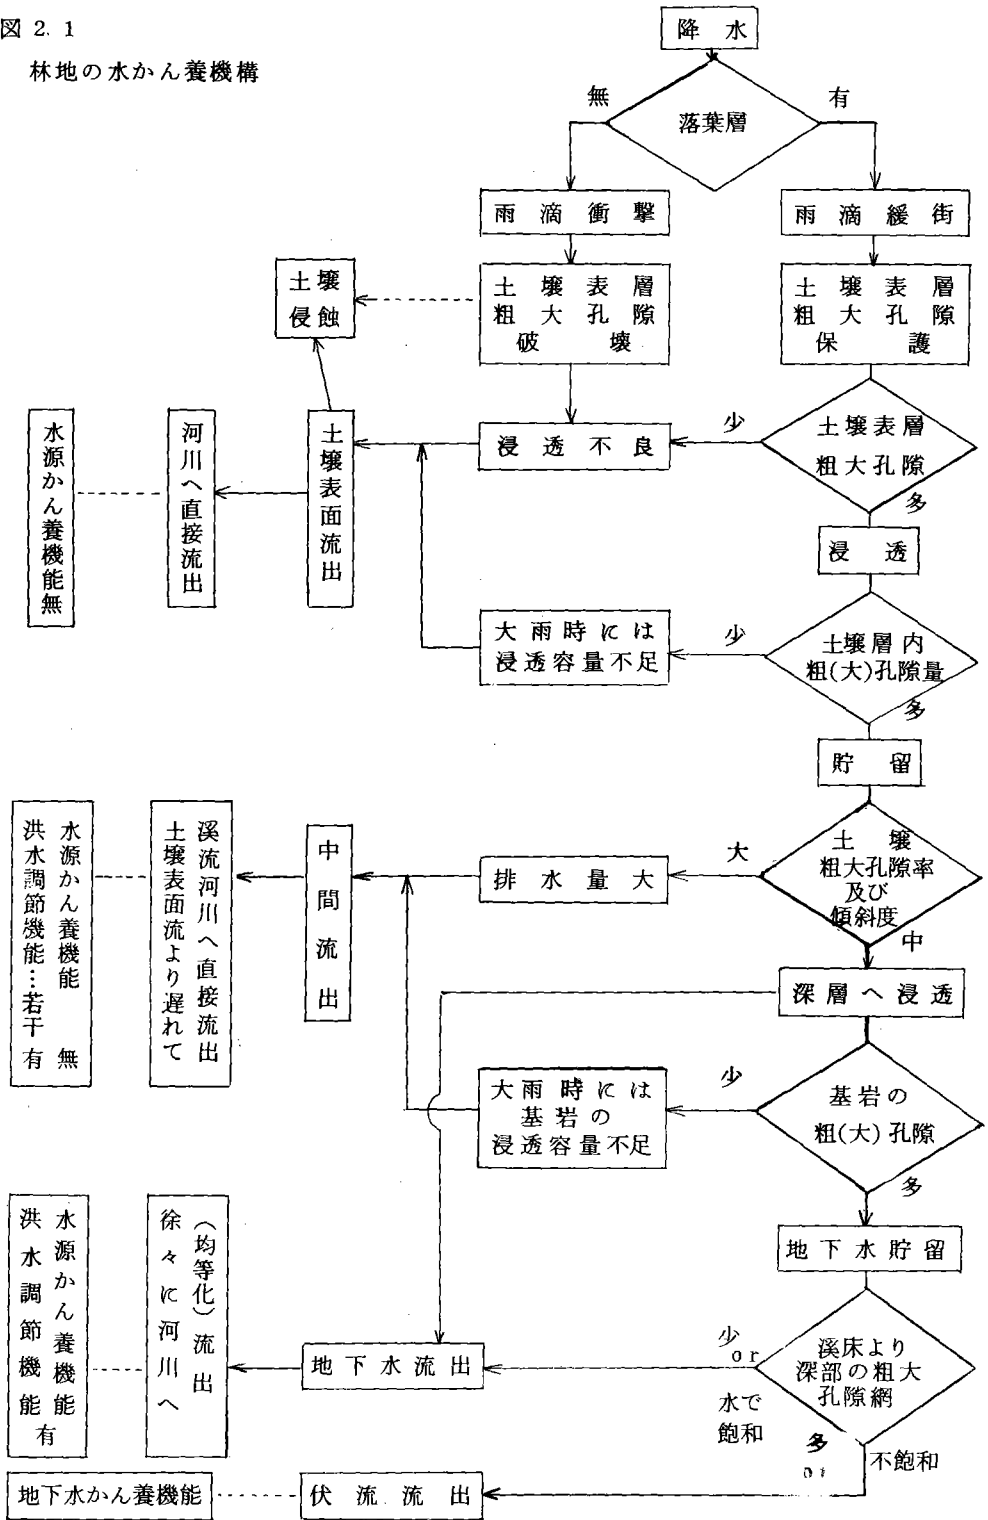 図 2.1
林地の水かん養機構
降水
落葉層
無
有
雨滴衝撃
雨滴緩街
土壌表層
粗大孔隙
破壊
土壌表層
粗大孔隙
保護
土壌
侵蝕
土壌表層
粗大孔隙
少
多
浸透不良
土壌表面流出
河川へ直接流出
水源かん養機能無
浸透
土壌層内
粗(大)孔隙量
少
多
大雨時には
浸透容量不足
貯留
土壌
粗大孔隙率
及び
傾斜度
大
中
排水量大
中間流出
溪流河川へ直接流出
土壌表面流より遅れて
水源かん養機能 無
洪水調節機能…若干有
深層へ浸透
基岩の
粗(大)孔隙
少
多
大雨時には
基岩の
浸透容量不足
地下水貯留
溪床より
深部の粗大
孔隙網
少or
水で
飽和
多
or
不飽和
地下水流出
(均等化)流出
徐々に河川へ
水源かん養機能
洪水調節機能
有
伏流流出
地下水かん養機能